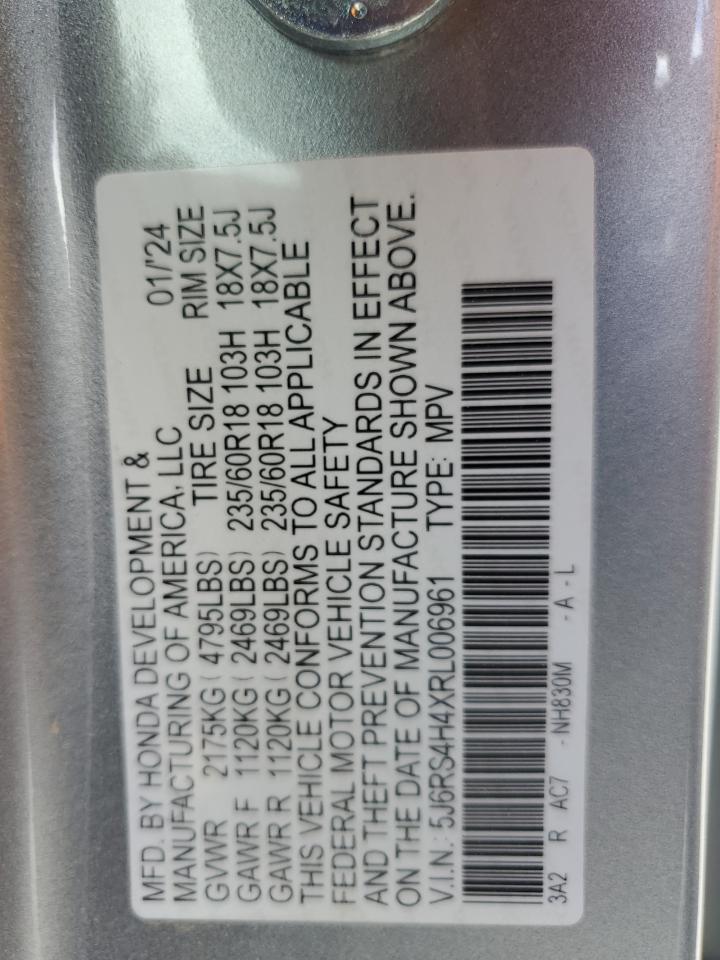 MFD. BY HONDA DEVELOPMENT &
MANUFACTURING OF AMERICA, LLC 01/'24
GVWR 2175KG ( 4795LBS) TIRE SIZE RIM SIZE
GAWR F 1120KG ( 2469LBS) 235/60R18 103H 18X7.5J
GAWR R 1120KG ( 2469LBS) 235/60R18 103H 18X7.5J
THIS VEHICLE CONFORMS TO ALL APPLICABLE
FEDERAL MOTOR VEHICLE SAFETY
AND THEFT PREVENTION STANDARDS IN EFFECT
ON THE DATE OF MANUFACTURE SHOWN ABOVE.
V.I.N.: 5J6RS4H4XRL006961 TYPE: MPV
3A2 R AC7 - NH830M - A - L